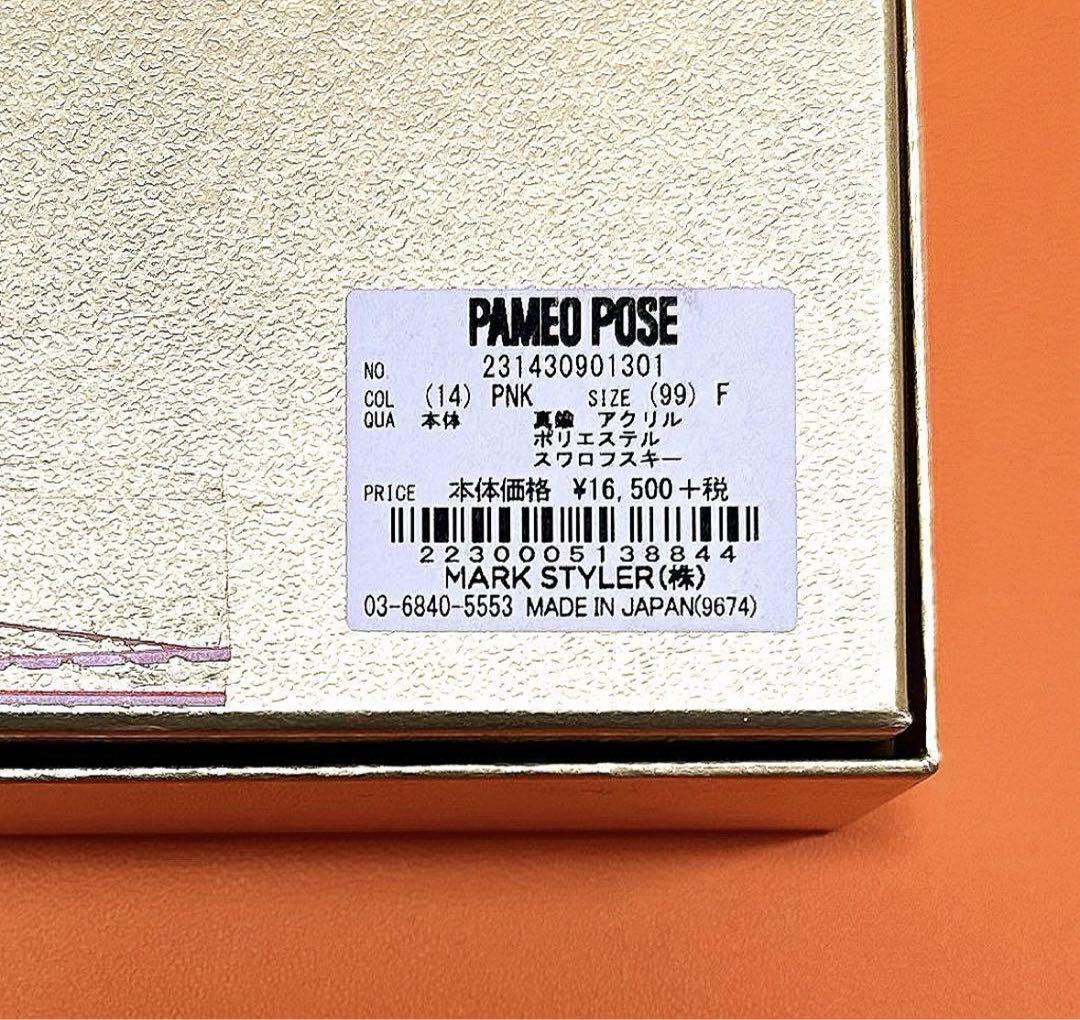 PAMEO POSE
NO. 231430901301
COL (14) PNK SIZE (99) F
QUA 本体 真鍮 アクリル
ポリエステル
スワロフスキー
PRICE 本体価格 ¥16,500+税
2230005138844
MARK STYLER(株)
03-6840-5553 MADE IN JAPAN(9674)